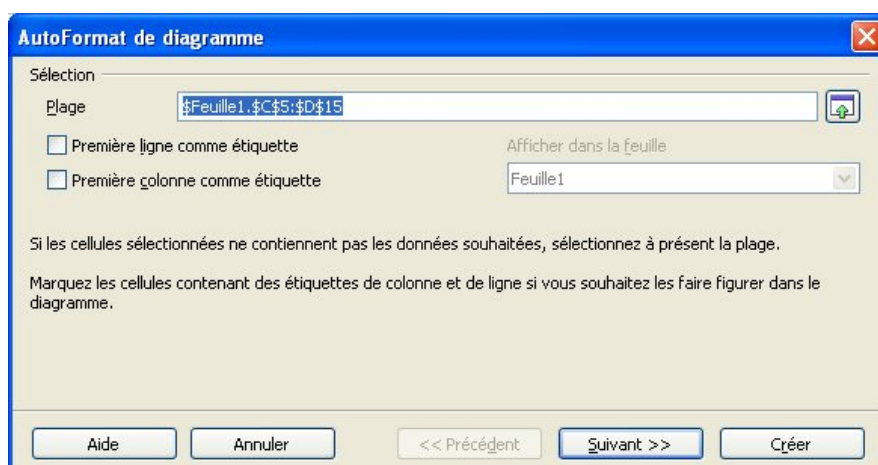 AutoFormat de diagramme
Sélection
Plage $Feuille1.$C$5:$D$15
Première ligne comme étiquette Afficher dans la feuille
Première colonne comme étiquette Feuille1
Si les cellules sélectionnées ne contiennent pas les données souhaitées, sélectionnez à présent la plage.
Marquez les cellules contenant des étiquettes de colonne et de ligne si vous souhaitez les faire figurer dans le
diagramme.
Aide Annuler << Précédent Suivant >> Créer